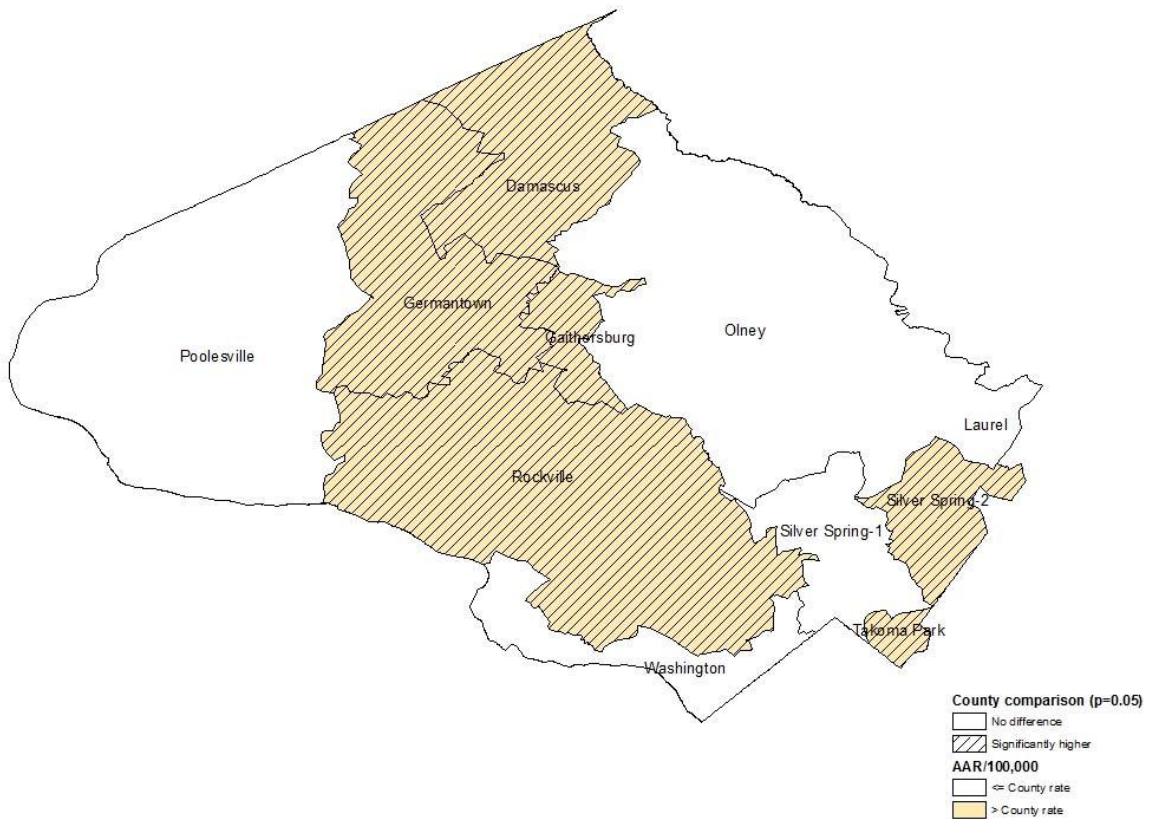 Damascus
Germantown
Gaithersburg
Olney
Poolesville
Laurel
Rockville
Silver Spring-2
Silver Spring-1
Takoma Park
Washington
County comparison (p=0.05)
No difference
Significantly higher
AAR/100,000
<= County rate
> County rate